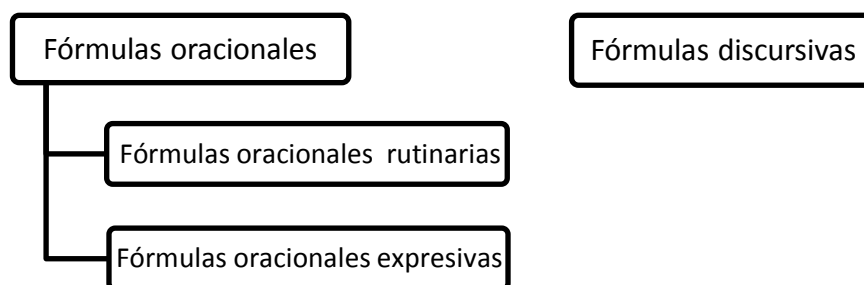 Fórmulas oracionales
Fórmulas discursivas
Fórmulas oracionales rutinarias
Fórmulas oracionales expresivas